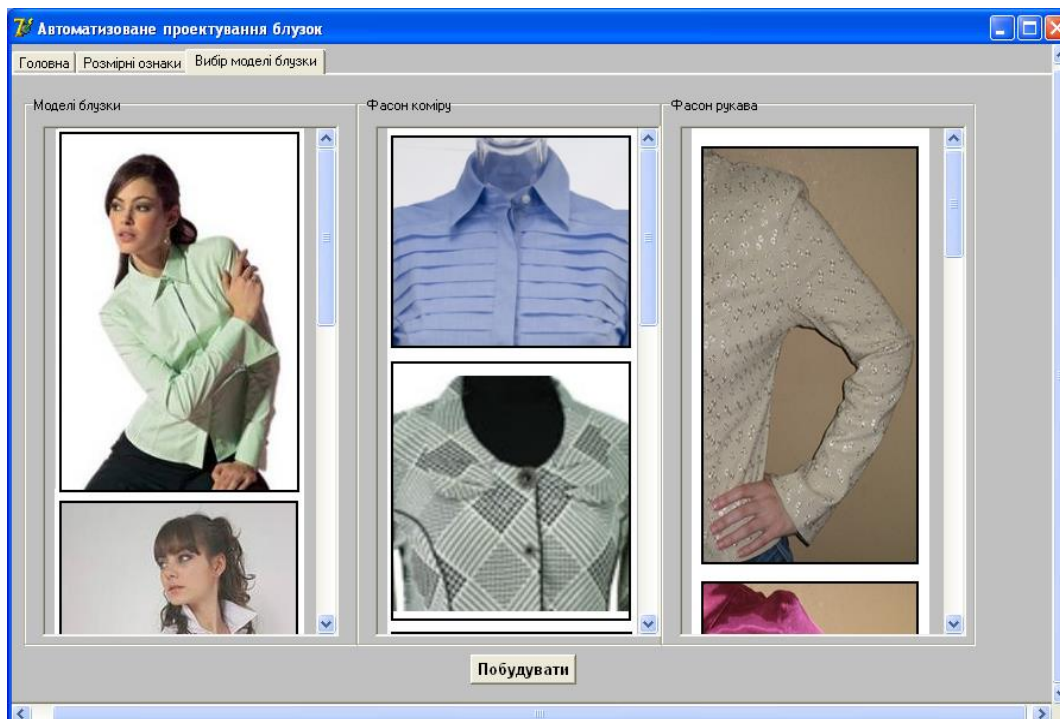 Автоматизоване проектування блузок
Головна Розмірні ознаки Вибір моделі блузки
Моделі блузки Фасон коміру Фасон рукава
Побудувати